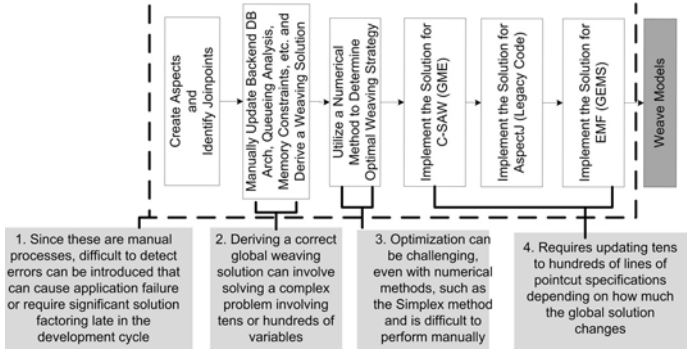 Create Aspects
and
Identify Joinpoints
Manually Update Backend DB
Arch, Queueing Analysis,
Memory Constraints, etc. and
Derive a Weaving Solution
Utilize a Numerical
Method to Determine
Optimal Weaving Strategy
Implement the Solution for
C-SAW (GME)
Implement the Solution for
AspectJ (Legacy Code)
Implement the Solution for
EMF (GEMS)
Weave Models
1. Since these are manual
processes, difficult to detect
errors can be introduced that
can cause application failure
or require significant solution
factoring late in the
development cycle
2. Deriving a correct
global weaving
solution can involve
solving a complex
problem involving
tens or hundreds of
variables
3. Optimization can
be challenging,
even with numerical
methods, such as
the Simplex method
and is difficult to
perform manually
4. Requires updating tens
to hundreds of lines of
pointcut specifications
depending on how much
the global solution
changes